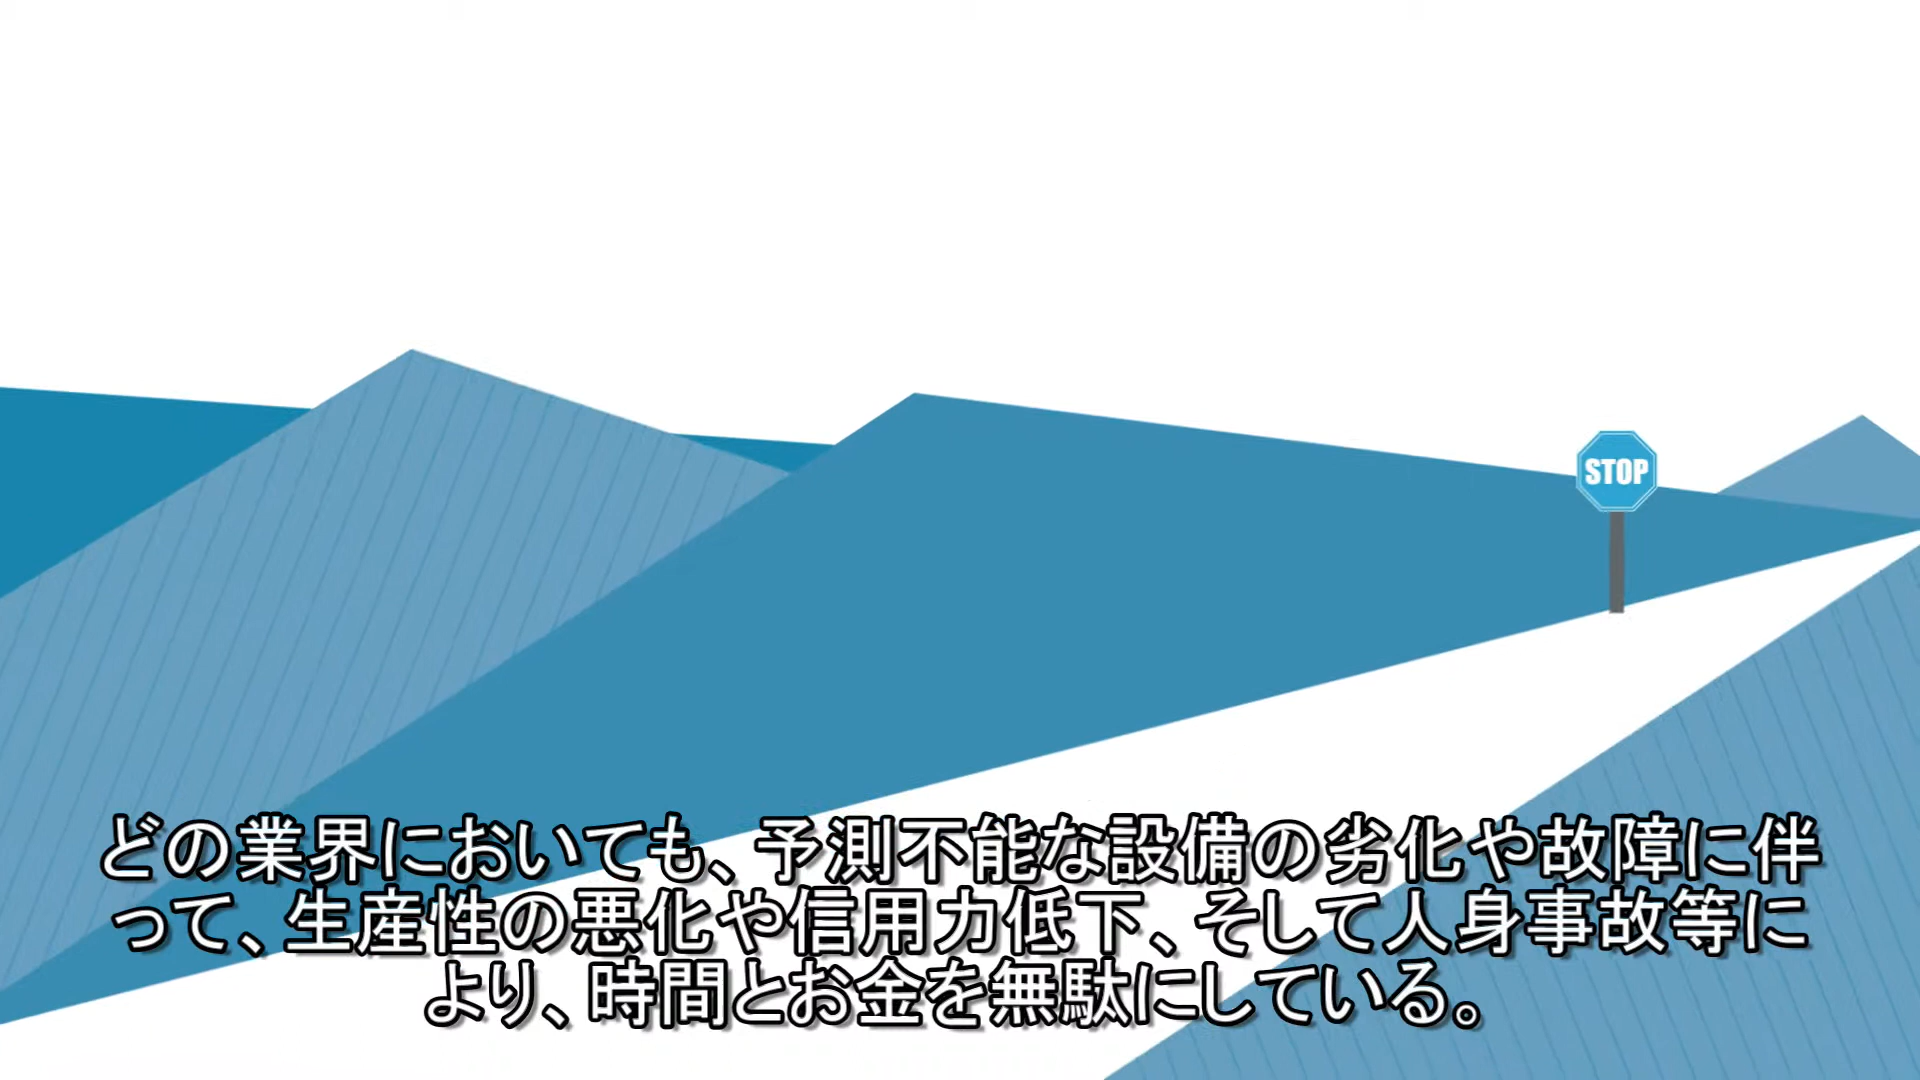 STOP
どの業界においても、予測不能な設備の劣化や故障に伴
って、生産性の悪化や信用力低下、そして人身事故等に
より、時間とお金を無駄にしている。